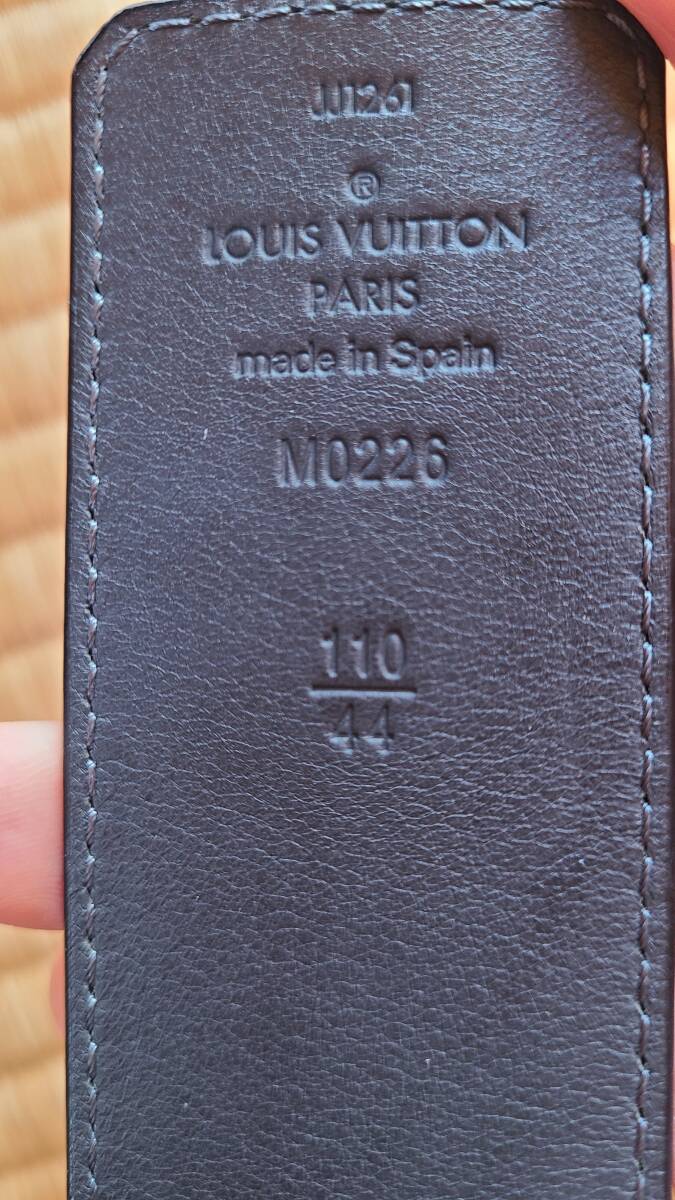 JJ1261
®
LOUIS VUITTON
PARIS
made in Spain
M0226
110
44